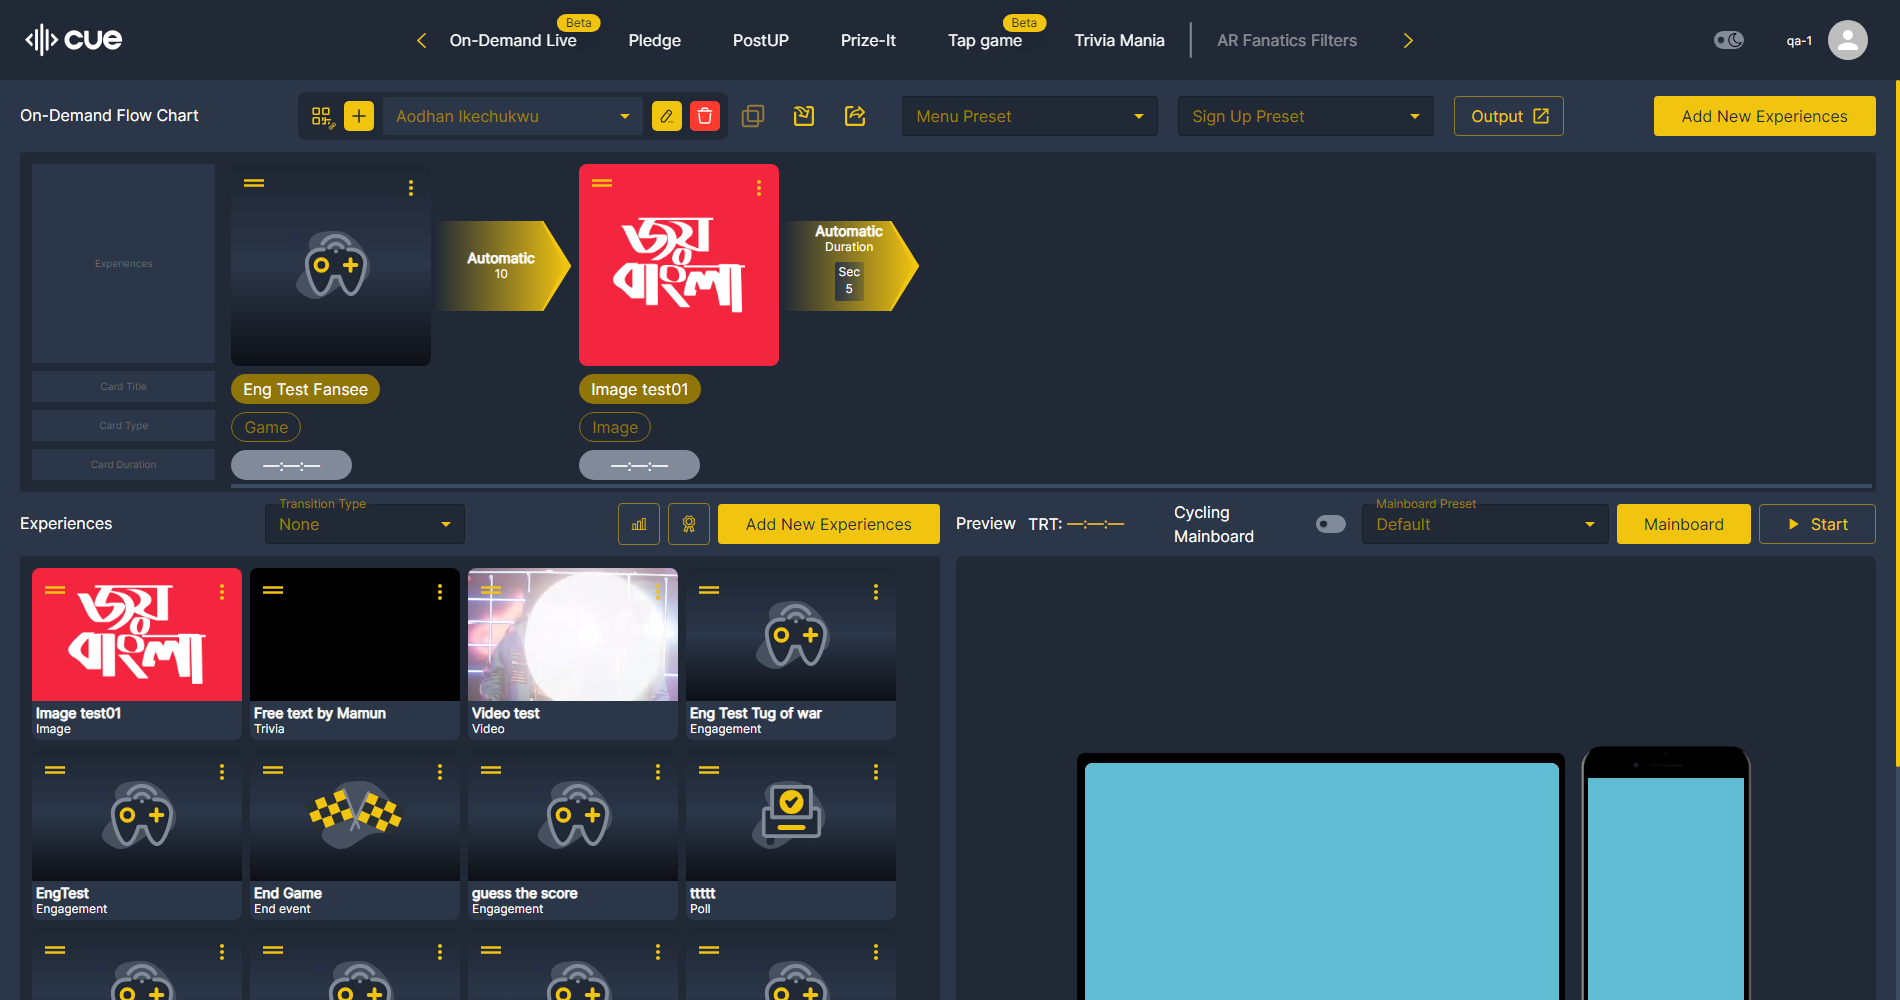 cue
On-Demand Live
Beta
Pledge
PostUP
Prize-It
Tap game
Beta
Trivia Mania
AR Fanatics Filters
qa-1
On-Demand Flow Chart
Aodhan Ikechukwu
Menu Preset
Sign Up Preset
Output
Add New Experiences
Experiences
Card Title
Card Type
Card Duration
Eng Test Fansee
Game
—:—:—
Automatic
10
জয়
বাংলা
Image test01
Image
—:—:—
Automatic
Duration
Sec
5
Experiences
Transition Type
None
Add New Experiences
Preview
TRT: —:—:—
Cycling
Mainboard
Mainboard Preset
Default
Mainboard
Start
জয়
বাংলা
Image test01
Image
Free text by Mamun
Trivia
Video test
Video
Eng Test Tug of war
Engagement
EngTest
Engagement
End Game
End event
guess the score
Engagement
ttttt
Poll